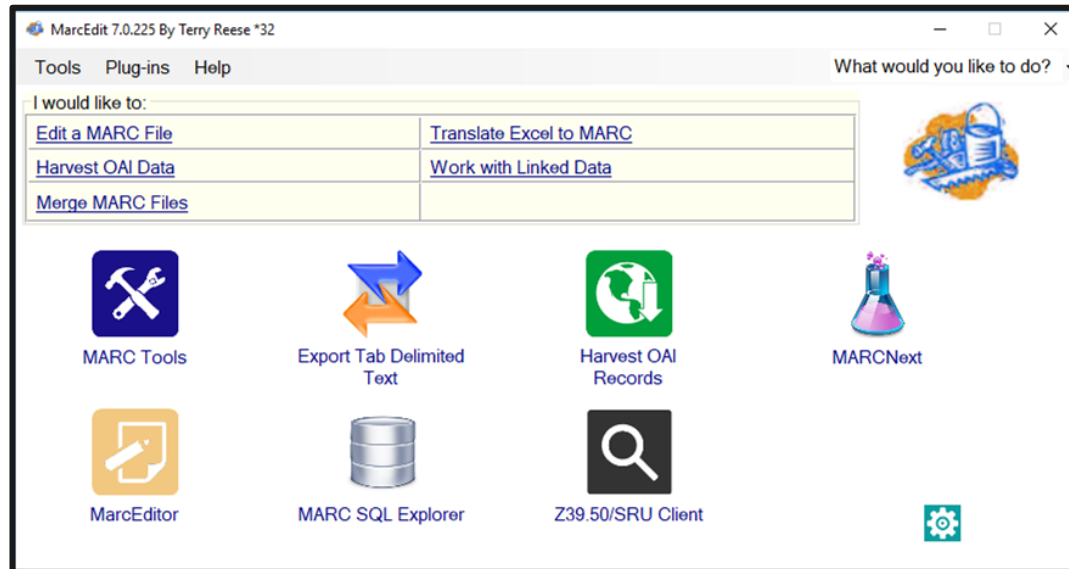 MarcEdit 7.0.225 By Terry Reese *32
Tools Plug-ins Help What would you like to do?
I would like to:
Edit a MARC File Translate Excel to MARC
Harvest OAI Data Work with Linked Data
Merge MARC Files
MARC Tools Export Tab Delimited Harvest OAI MARCNext
Text Records
MarcEditor MARC SQL Explorer Z39.50/SRU Client